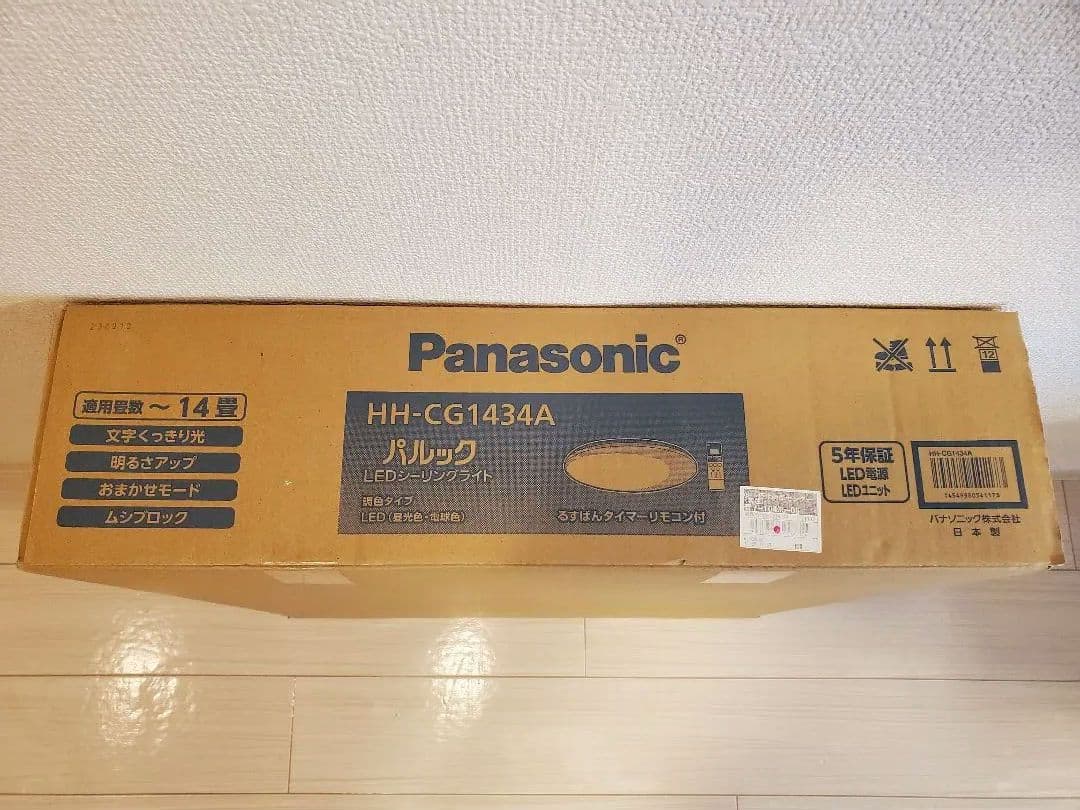 Panasonic®
12
適用畳数 ～14畳
文字くっきり光
明るさアップ
おまかせモード
ムシブロック
HH-CG1434A
パルック
LEDシーリングライト
調色タイプ
LED(昼光色・電球色)
るすばんタイマーリモコン付
5年保証
LED電源
LEDユニット
HH-CG1434A
パナソニック株式会社
日本製